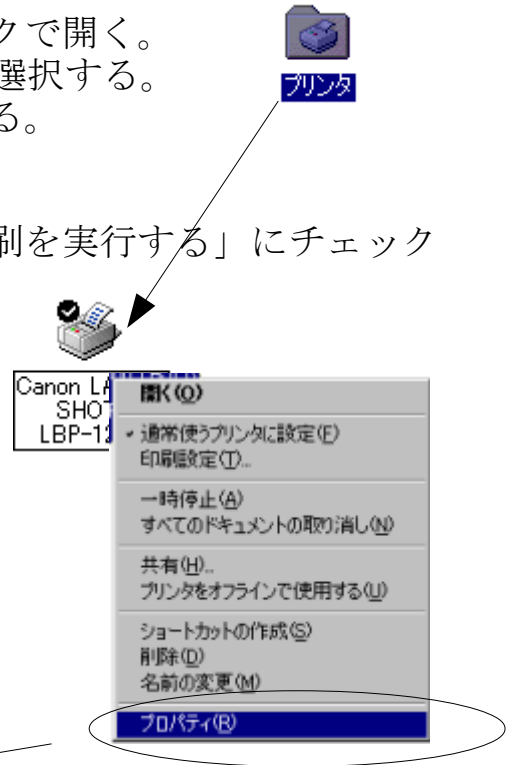 クで開く。
選択する。
る。
プリンタ
刷を実行する」にチェック
Canon LA
SHO
LBP-12
開く(O)
通常使うプリンタに設定(F)
印刷設定(T)...
一時停止(A)
すべてのドキュメントの取り消し(N)
共有(H)...
プリンタをオフラインで使用する(U)
ショートカットの作成(S)
削除(D)
名前の変更(M)
プロパティ(R)